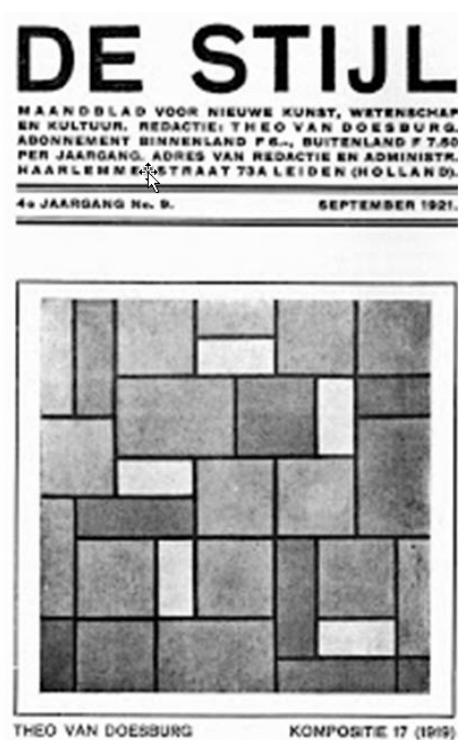 DE STIJL
MAANDBLAD VOOR NIEUWE KUNST, WETENSCHAP
EN KULTUUR. REDACTIE: THEO VAN DOESBURG.
ABONNEMENT BINNENLAND F 6.-, BUITENLAND F 7.50
PER JAARGANG. ADRES VAN REDACTIE EN ADMINISTR.
HAARLEMMERSTRAAT 73A LEIDEN (HOLLAND).
4e JAARGANG No. 9.
SEPTEMBER 1921.
THEO VAN DOESBURG
KOMPOSITIE 17 (1919)